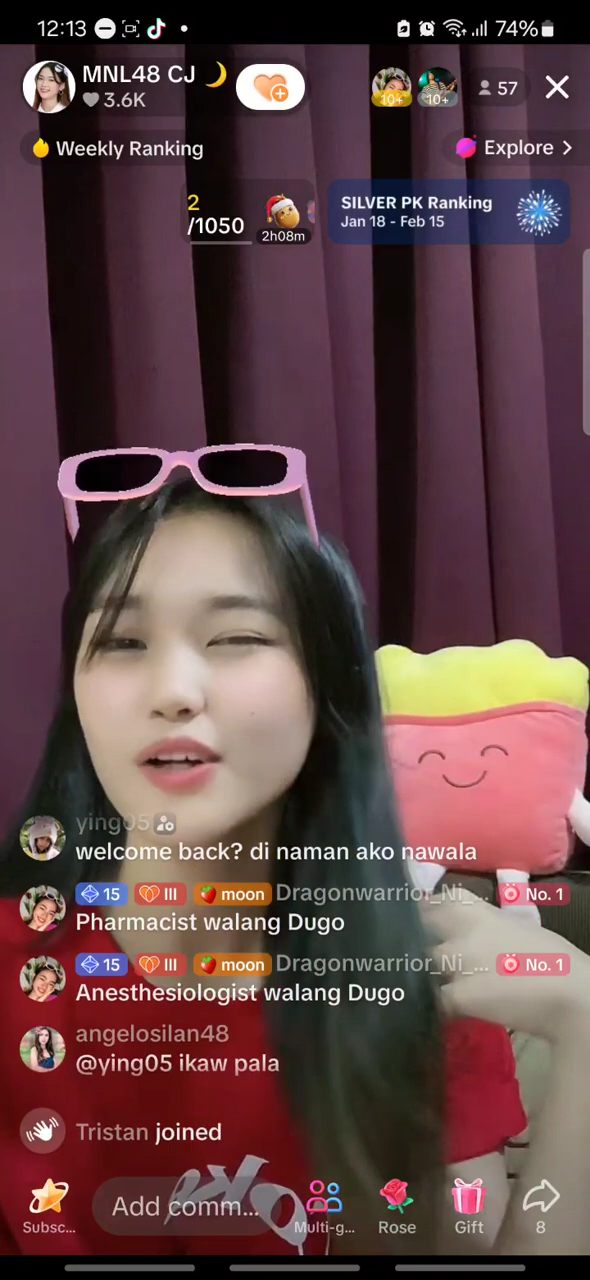 12:13
74%
MNL48 CJ 🌙
3.6K
10+
10+
57
Weekly Ranking
Explore >
2
/1050
2h08m
SILVER PK Ranking
Jan 18 - Feb 15
ying05
welcome back? di naman ako nawala
15 III moon Dragonwarrior_Ni_... No. 1
Pharmacist walang Dugo
15 III moon Dragonwarrior_Ni_... No. 1
Anesthesiologist walang Dugo
angelosilan48
@ying05 ikaw pala
Tristan joined
Subsc...
Add comm...
Multi-g...
Rose
Gift
8